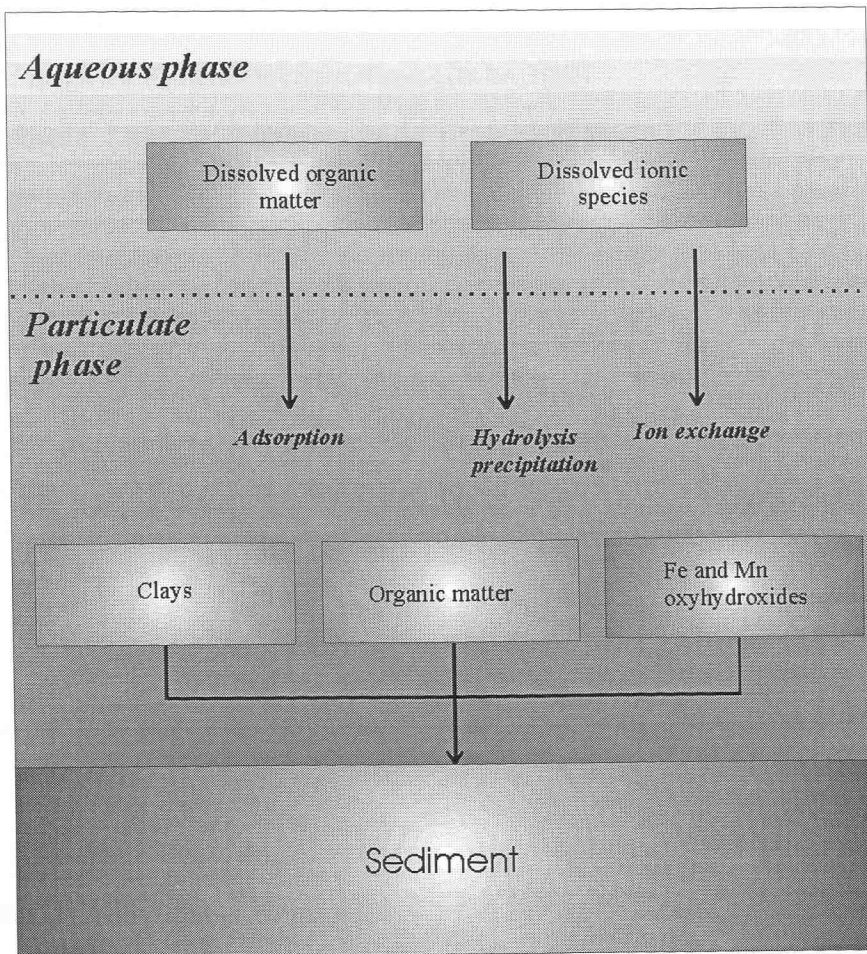 Aqueous phase
Dissolved organic
matter
Dissolved ionic
species
Particulate
phase
Adsorption
Hydrolysis
precipitation
Ion exchange
Clays
Organic matter
Fe and Mn
oxyhydroxides
Sediment